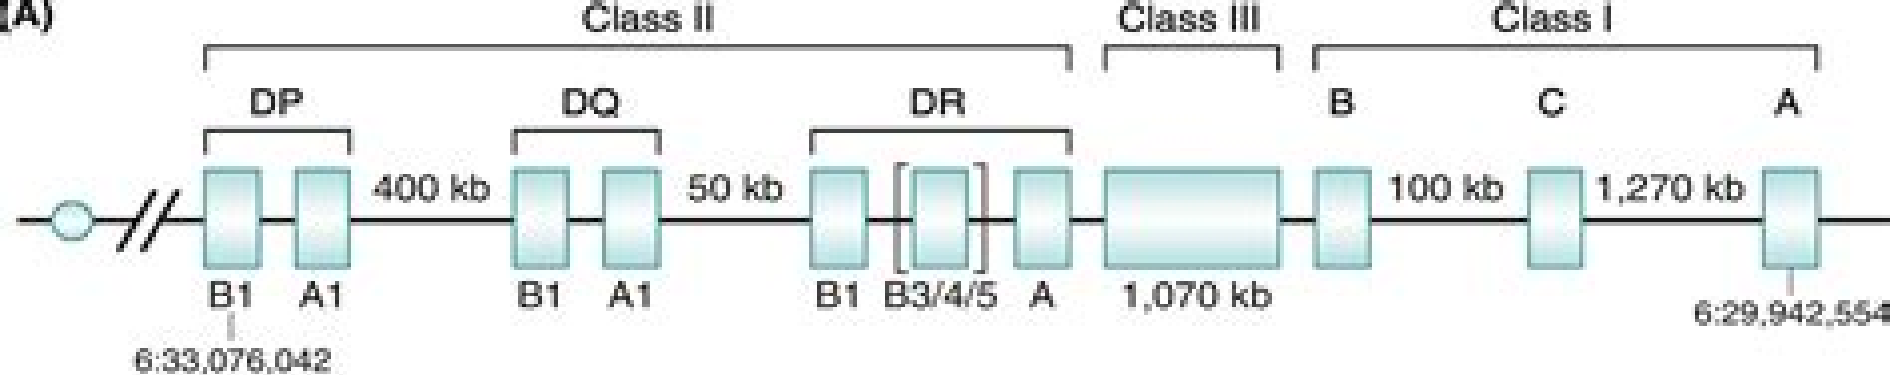 (A)
Class II Class III Class I
DP DQ DR B C A
400 kb 50 kb 100 kb 1,270 kb
B1 A1 B1 A1 B1 B3/4/5 A 1,070 kb
6:29,942,554
6:33,076,042